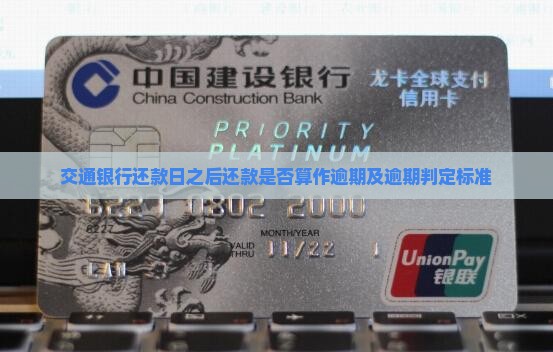 中国建设银行
China Construction Bank
龙卡全球支付
信用卡
PRIORITY
PLATINUM
交通银行还款日之后还款是否算作逾期及逾期判定标准
0802 2000
6227
MONTH/YEAR
VALID
THRU
11/22
UnionPay
银联